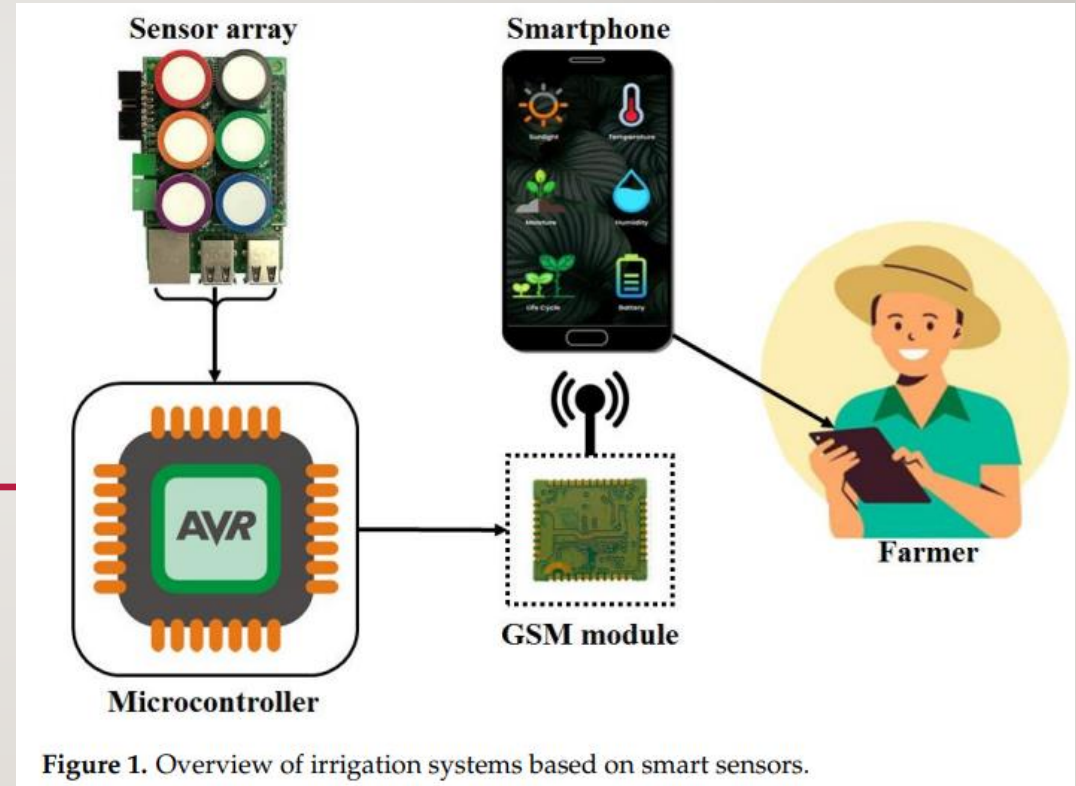 Sensor array
Smartphone
Sunlight
Temperature
Moisture
Humidity
Life Cycle
Battery
AVR
Farmer
GSM module
Microcontroller
Figure 1. Overview of irrigation systems based on smart sensors.